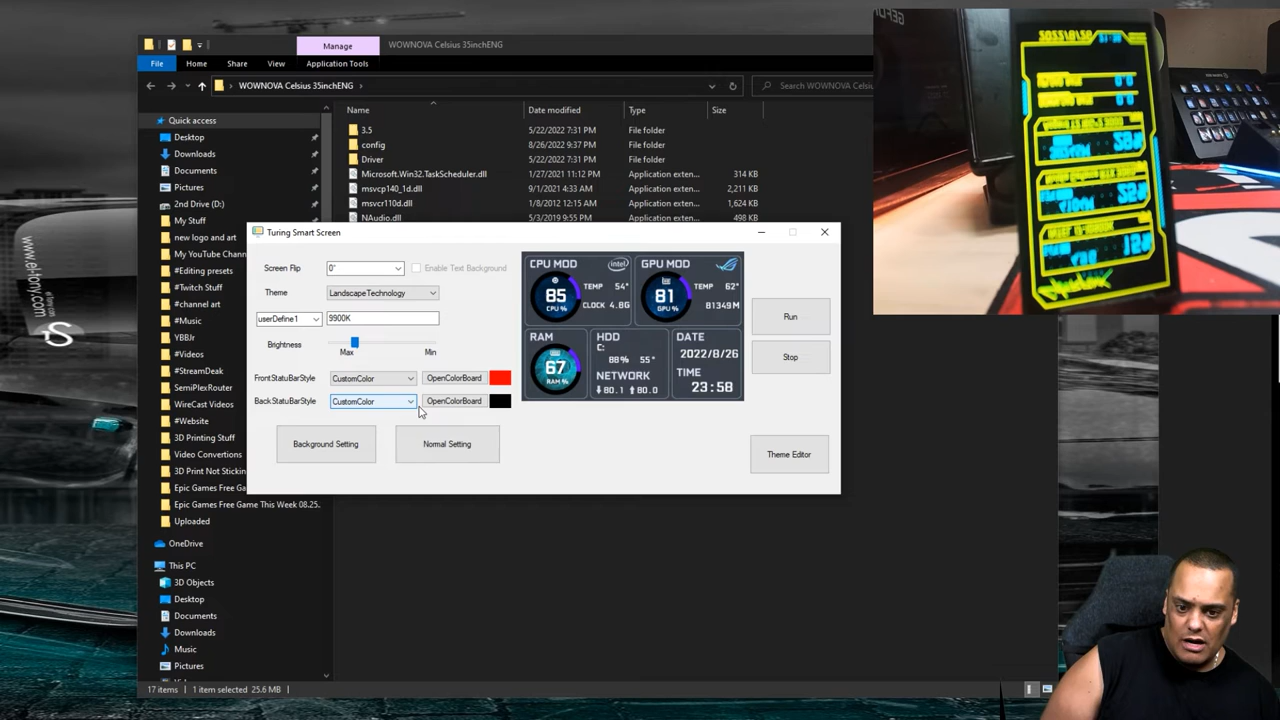 Manage
WOWNOVA Celsius 35inchENG
File
Home
Share
View
Application Tools
WOWNOVA Celsius 35inchENG
Search WOWNOVA Celsiu
Name
Date modified
Type
Size
Quick access
Desktop
Downloads
Documents
Pictures
2nd Drive (D:)
My Stuff
new logo and art
My YouTube Chann
#Editing presets
#Twitch Stuff
#channel art
#Music
YBBJr
#Videos
#StreamDeak
SemiPlexRouter
WireCast Videos
#Website
3D Printing Stuff
Video Convertions
3D Print Not Stickin
Epic Games Free Ga
Epic Games Free Game This Week 08.25.
Uploaded
OneDrive
This PC
3D Objects
Desktop
Documents
Downloads
Music
Pictures
3.5
5/22/2022 7:31 PM
File folder
config
8/26/2022 9:37 PM
File folder
Driver
5/22/2022 7:31 PM
File folder
Microsoft.Win32.TaskScheduler.dll
1/27/2021 11:12 PM
Application exten...
314 KB
msvcp140_1d.dll
9/1/2021 4:33 AM
Application exten...
2,211 KB
msvcr110d.dll
1/8/2012 12:15 AM
Application exten...
1,624 KB
NAudio.dll
5/3/2019 9:55 PM
Application exten...
498 KB
Turing Smart Screen
Screen Flip
0°
Enable Text Background
Theme
LandscapeTechnology
userDefine1
9900K
Brightness
Max
Min
FrontStatuBarStyle
CustomColor
OpenColorBoard
BackStatuBarStyle
CustomColor
OpenColorBoard
Background Setting
Normal Setting
CPU MOD
intel
85
CPU %
TEMP 54°
CLOCK 4.8G
GPU MOD
81
GPU %
TEMP 62°
81349M
RAM
67
RAM %
HDD
C:
88% 55°
NETWORK
80.1
80.0
DATE
2022/8/26
TIME
23:58
Run
Stop
Theme Editor
17 items
1 item selected 25.6 MB
www.ei-tony.com